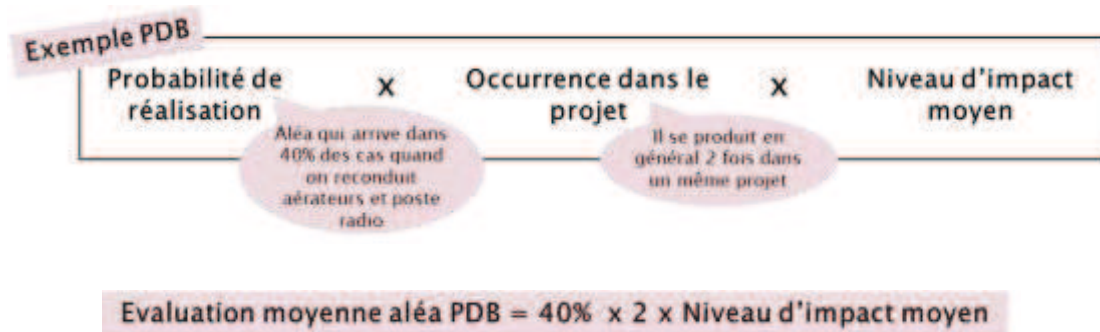 Exemple PDB
Probabilité de
réalisation
x
Occurrence dans le
projet
x
Niveau d'impact
moyen
Aléa qui arrive dans
40% des cas quand
on reconduit
aérateurs et poste
radio
Il se produit en
général 2 fois dans
un même projet
Evaluation moyenne aléa PDB = 40% x 2 x Niveau d'impact moyen